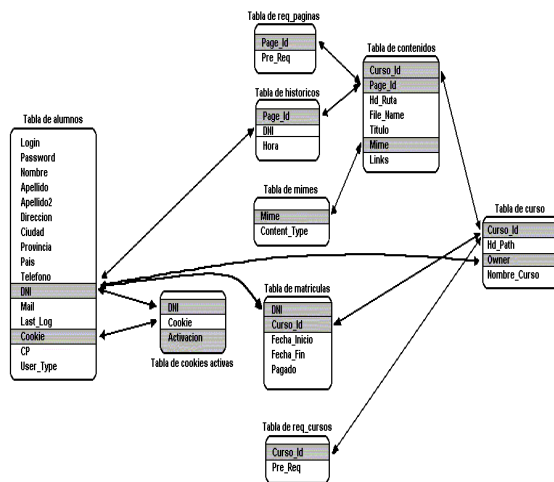 Tabla de req_paginas
Page_Id
Pre_Req
Tabla de contenidos
Curso_Id
Page_Id
Hd_Ruta
File_Name
Titulo
Mime
Links
Tabla de historicos
Page_Id
DNI
Hora
Tabla de alumnos
Login
Password
Nombre
Apellido
Apellido2
Direccion
Ciudad
Provincia
Pais
Telefono
DNI
Mail
Last_Log
Cookie
CP
User_Type
Tabla de mimes
Mime
Content_Type
Tabla de curso
Curso_Id
Hd_Path
Owner
Nombre_Curso
DNI
Cookie
Activacion
Tabla de cookies activas
Tabla de matriculas
DNI
Curso_Id
Fecha_Inicio
Fecha_Fin
Pagado
Tabla de req_cursos
Curso_Id
Pre_Req